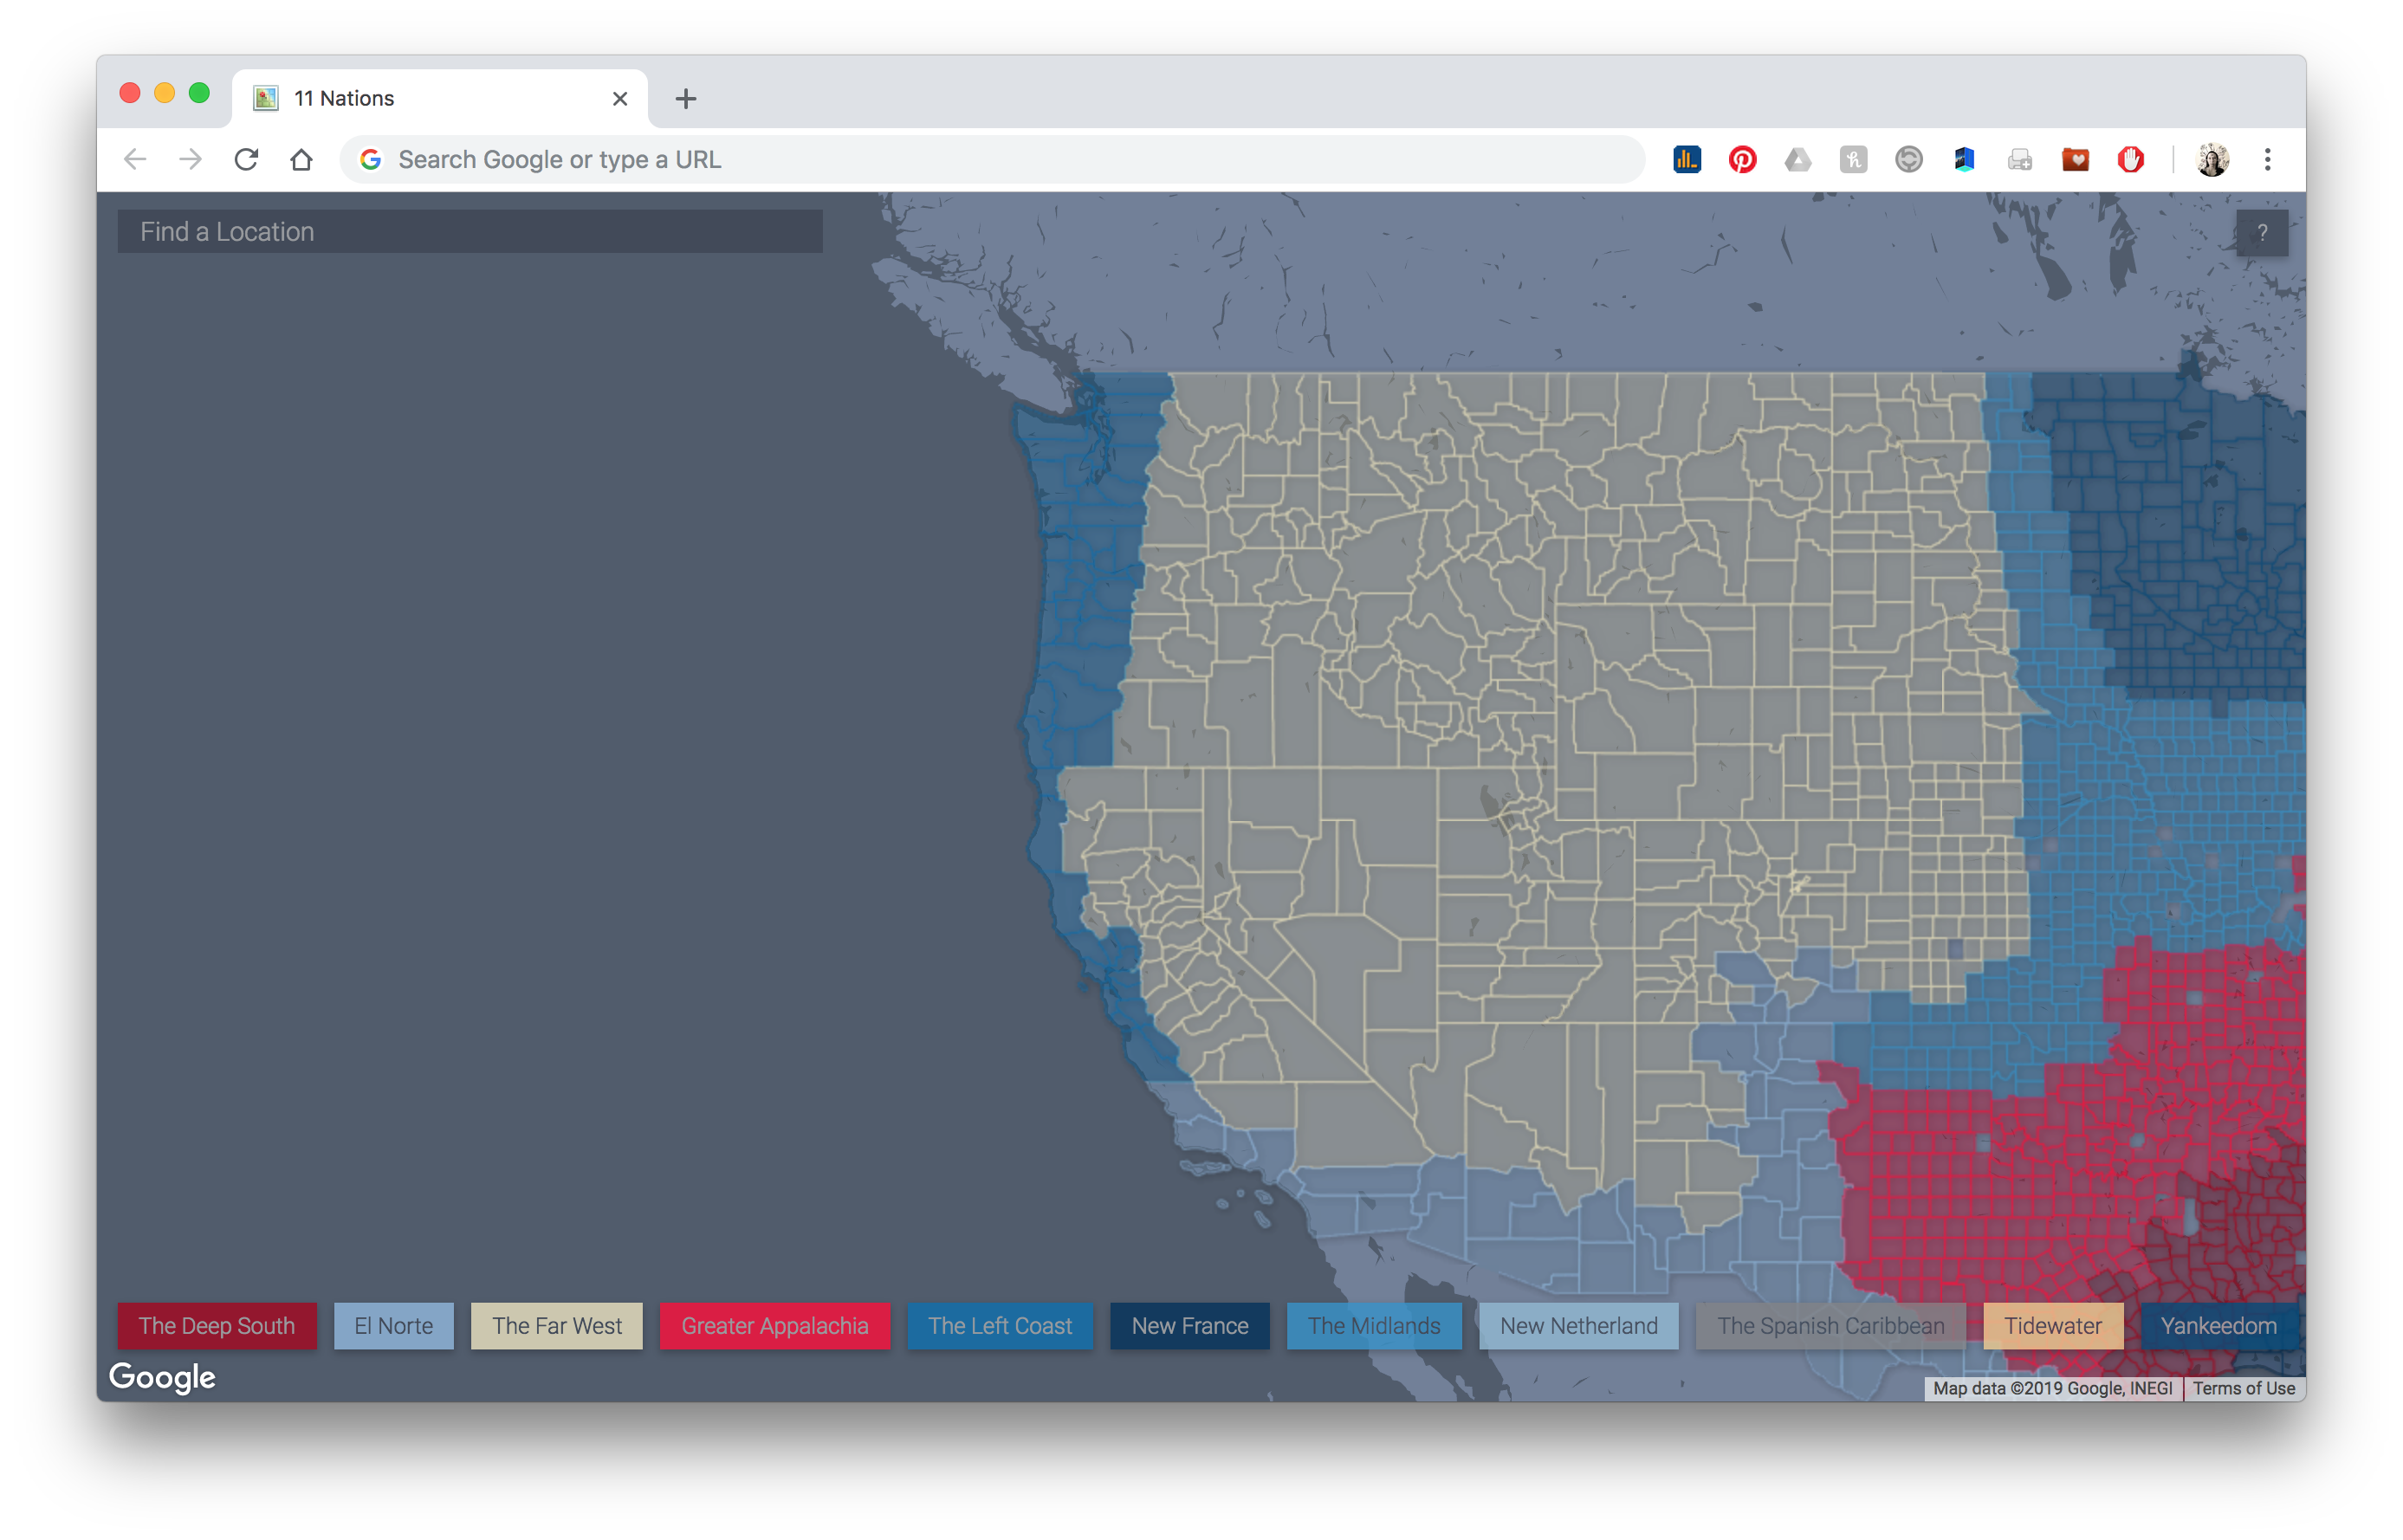 11 Nations
Search Google or type a URL
Find a Location
?
The Deep South
El Norte
The Far West
Greater Appalachia
The Left Coast
New France
The Midlands
New Netherland
The Spanish Caribbean
Tidewater
Yankeedom
Google
Map data ©2019 Google, INEGI
Terms of Use